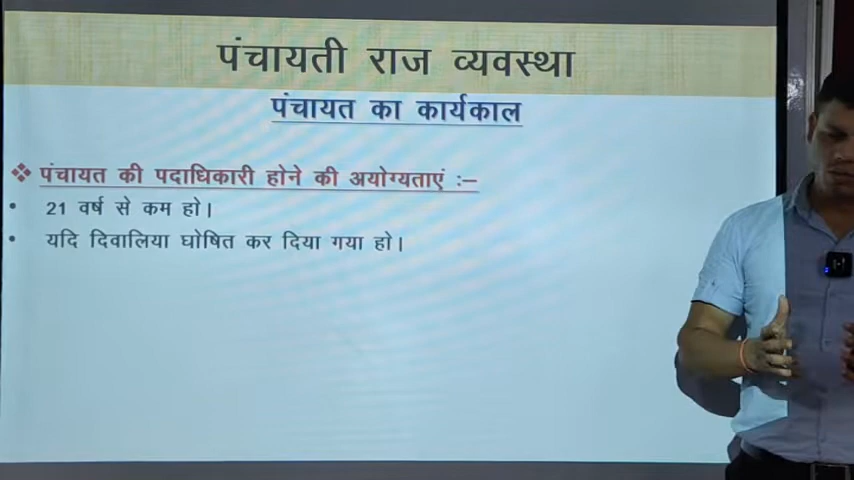 पंचायती राज व्यवस्था
पंचायत का कार्यकाल
❖ पंचायत की पदाधिकारी होने की अयोग्यताएं :–
• 21 वर्ष से कम हो।
• यदि दिवालिया घोषित कर दिया गया हो।